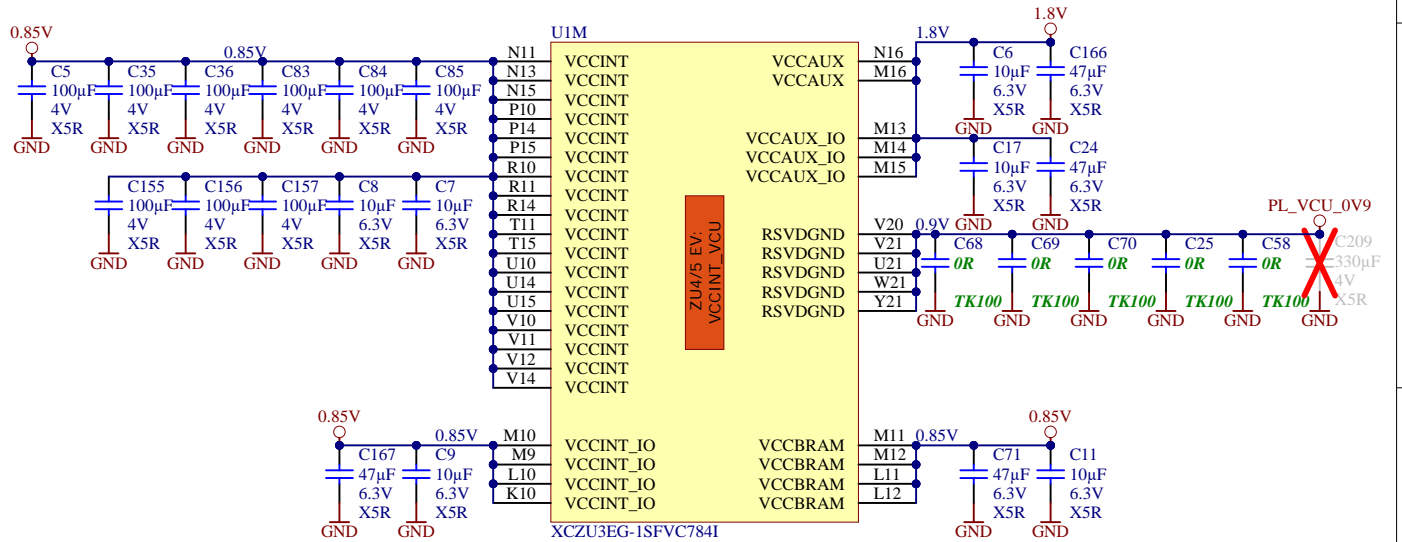 0.85V
0.85V
C5
100µF
4V
X5R
GND
C35
100µF
4V
X5R
GND
C36
100µF
4V
X5R
GND
C83
100µF
4V
X5R
GND
C84
100µF
4V
X5R
GND
C85
100µF
4V
X5R
GND
C155
100µF
4V
X5R
GND
C156
100µF
4V
X5R
GND
C157
100µF
4V
X5R
GND
C8
10µF
6.3V
X5R
GND
C7
10µF
6.3V
X5R
GND
0.85V
0.85V
C167
47µF
6.3V
X5R
GND
C9
10µF
6.3V
X5R
GND
U1M
N11 VCCINT
N13 VCCINT
N15 VCCINT
P10 VCCINT
P14 VCCINT
P15 VCCINT
R10 VCCINT
R11 VCCINT
R14 VCCINT
T11 VCCINT
T15 VCCINT
U10 VCCINT
U14 VCCINT
U15 VCCINT
V10 VCCINT
V11 VCCINT
V12 VCCINT
V14 VCCINT
M10 VCCINT_IO
M9 VCCINT_IO
L10 VCCINT_IO
K10 VCCINT_IO
ZU4/5 EV:
VCCINT_VCU
VCCAUX N16
VCCAUX M16
VCCAUX_IO M13
VCCAUX_IO M14
VCCAUX_IO M15
RSVDGND V20
RSVDGND V21
RSVDGND U21
RSVDGND W21
RSVDGND Y21
VCCBRAM M11
VCCBRAM M12
VCCBRAM L11
VCCBRAM L12
XCZU3EG-1SFVC784I
1.8V
1.8V
C6
10µF
6.3V
X5R
GND
C166
47µF
6.3V
X5R
GND
C17
10µF
6.3V
X5R
GND
C24
47µF
6.3V
X5R
GND
PL_VCU_0V9
0.9V
C68
0R
TK100
GND
C69
0R
TK100
GND
C70
0R
TK100
GND
C25
0R
TK100
GND
C58
0R
TK100
GND
C209
330µF
4V
X5R
GND
0.85V
0.85V
C71
47µF
6.3V
X5R
GND
C11
10µF
6.3V
X5R
GND